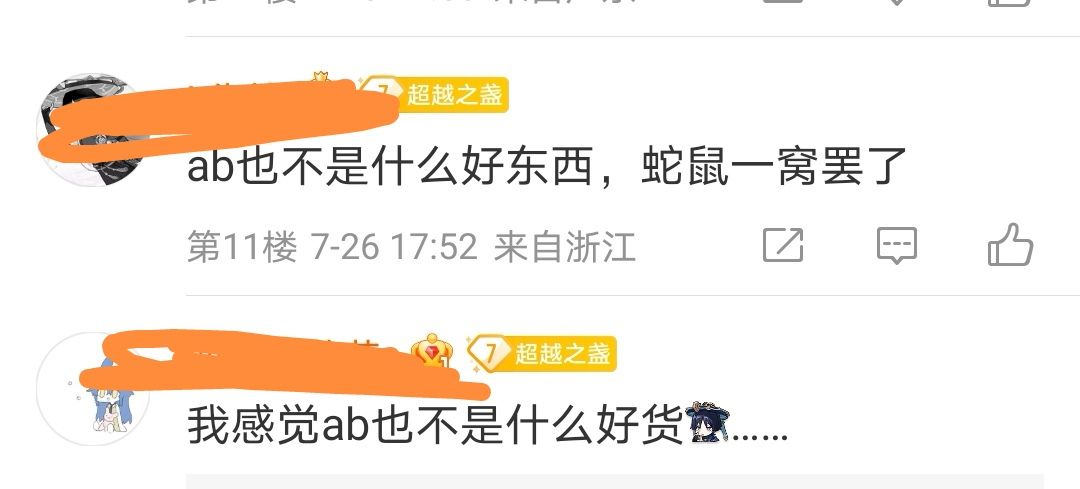 7 超越之盏
ab也不是什么好东西，蛇鼠一窝罢了
第11楼 7-26 17:52 来自浙江
1 7 超越之盏
我感觉ab也不是什么好货……